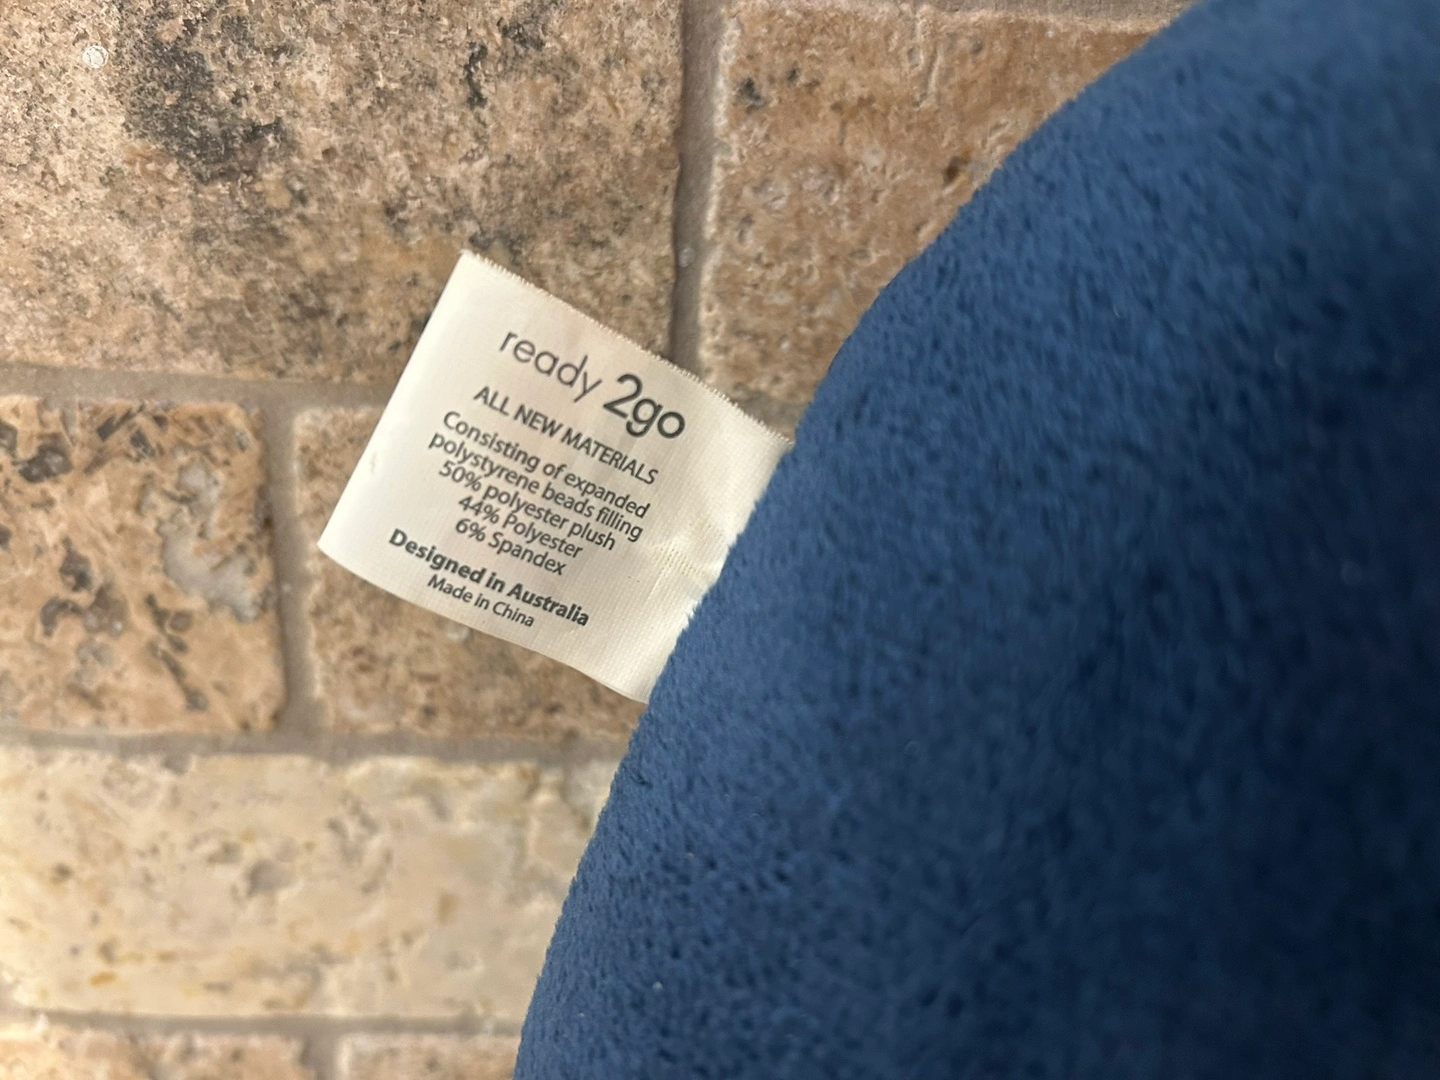 ready 2go
ALL NEW MATERIALS
Consisting of expanded
polystyrene beads filling
50% polyester plush
44% Polyester
6% Spandex
Designed in Australia
Made in China